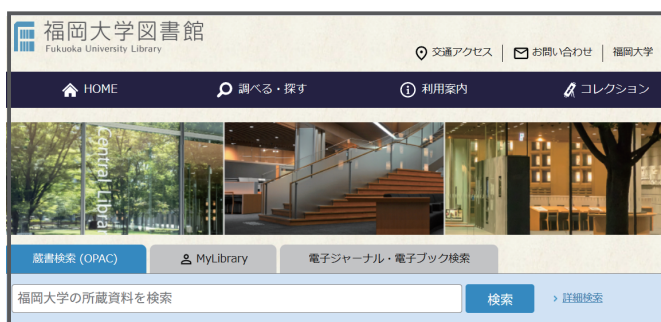 福岡大学図書館
Fukuoka University Library
交通アクセス お問い合わせ 福岡大学
HOME 調べる・探す 利用案内 コレクション
Central Libra
蔵書検索 (OPAC) MyLibrary 電子ジャーナル・電子ブック検索
福岡大学の所蔵資料を検索 検索 › 詳細検索